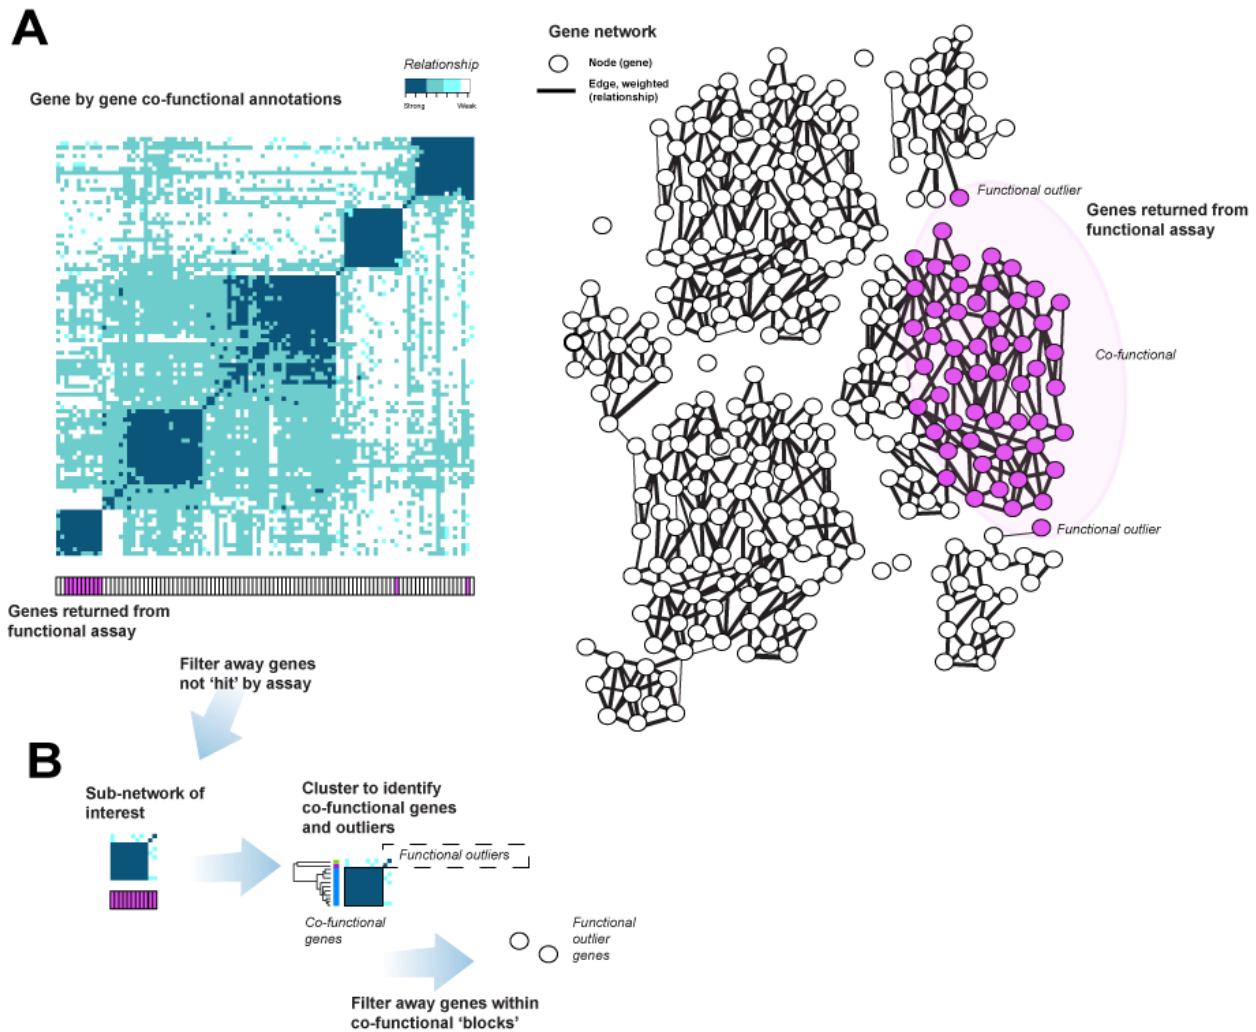 A
Gene by gene co-functional annotations
Relationship
Strong
Weak
Genes returned from
functional assay
Gene network
Node (gene)
Edge, weighted
(relationship)
Functional outlier
Genes returned from
functional assay
Co-functional
Functional outlier
Filter away genes
not ‘hit’ by assay
B
Sub-network of
interest
Cluster to identify
co-functional genes
and outliers
Functional outliers
Co-functional
genes
Functional
outlier
genes
Filter away genes within
co-functional ‘blocks’